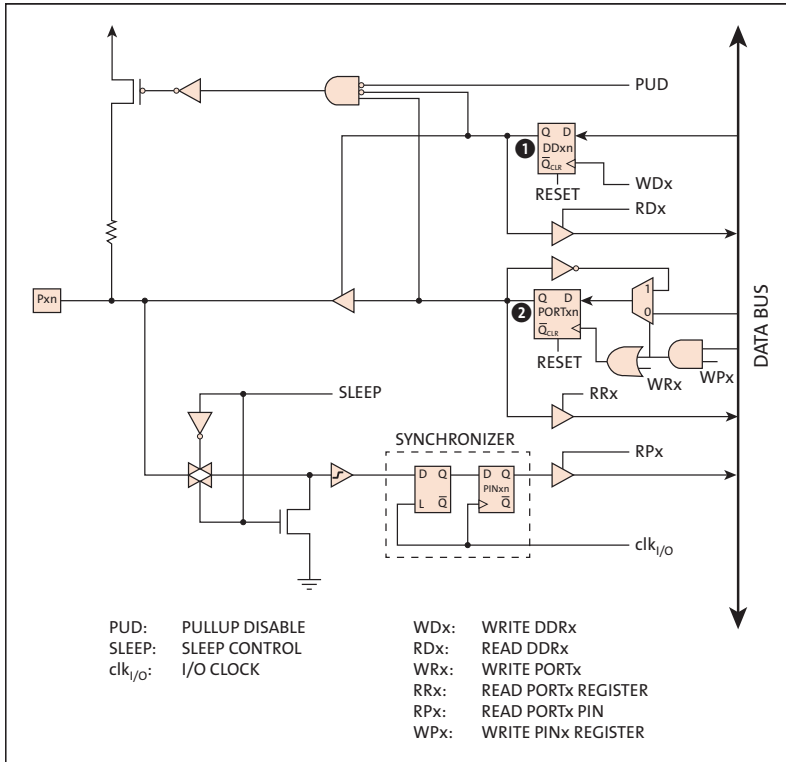 PUD
Q D
❶ DDxn
Q̅CLR
WDx
RESET
RDx
Pxn
1
Q D
❷ PORTxn
0
Q̅CLR
RESET
WRx
WPx
DATA BUS
SLEEP
RRx
SYNCHRONIZER
RPx
D Q
L Q̅
D Q
PINxn
Q̅
clkI/O
PUD: PULLUP DISABLE
SLEEP: SLEEP CONTROL
clkI/O: I/O CLOCK
WDx: WRITE DDRx
RDx: READ DDRx
WRx: WRITE PORTx
RRx: READ PORTx REGISTER
RPx: READ PORTx PIN
WPx: WRITE PINx REGISTER